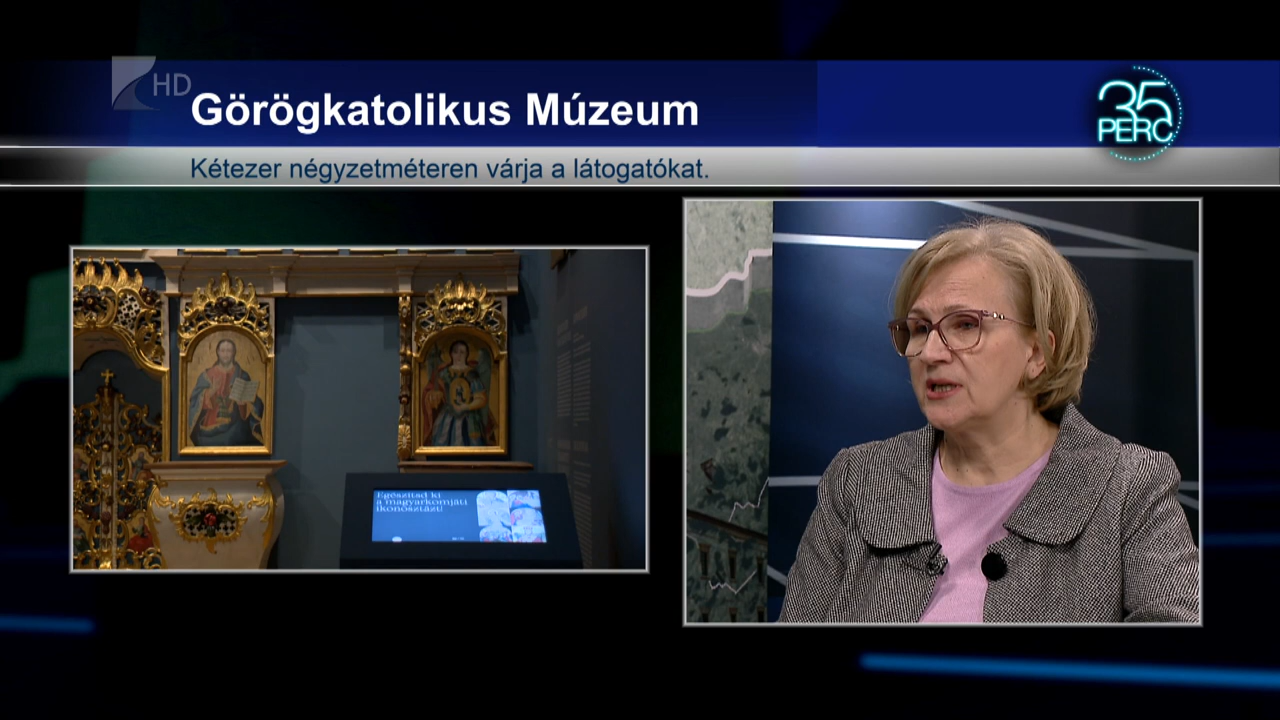 HD
Görögkatolikus Múzeum
35
PERC
Kétezer négyzetméteren várja a látogatókat.
Egészítsd ki
a magyarkomjáti
ikonosztázt!